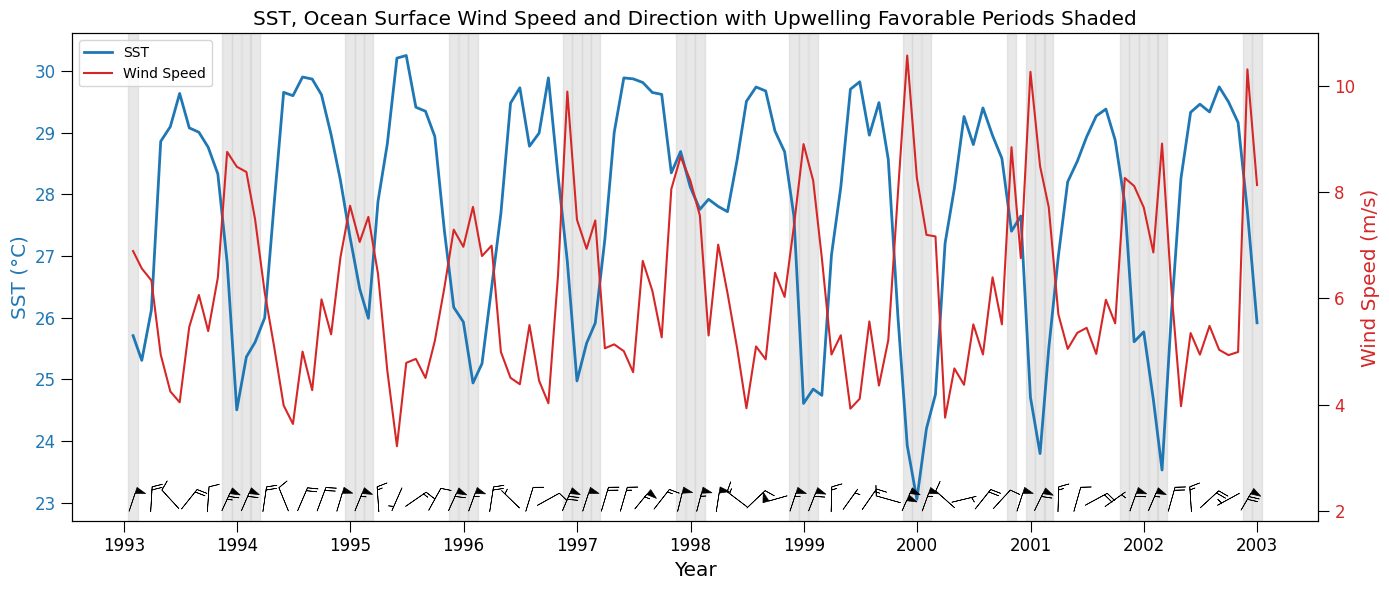 SST, Ocean Surface Wind Speed and Direction with Upwelling Favorable Periods Shaded
SST
Wind Speed
30
29
28
27
26
25
24
23
SST (°C)
10
8
6
4
2
Wind Speed (m/s)
1993 1994 1995 1996 1997 1998 1999 2000 2001 2002 2003
Year